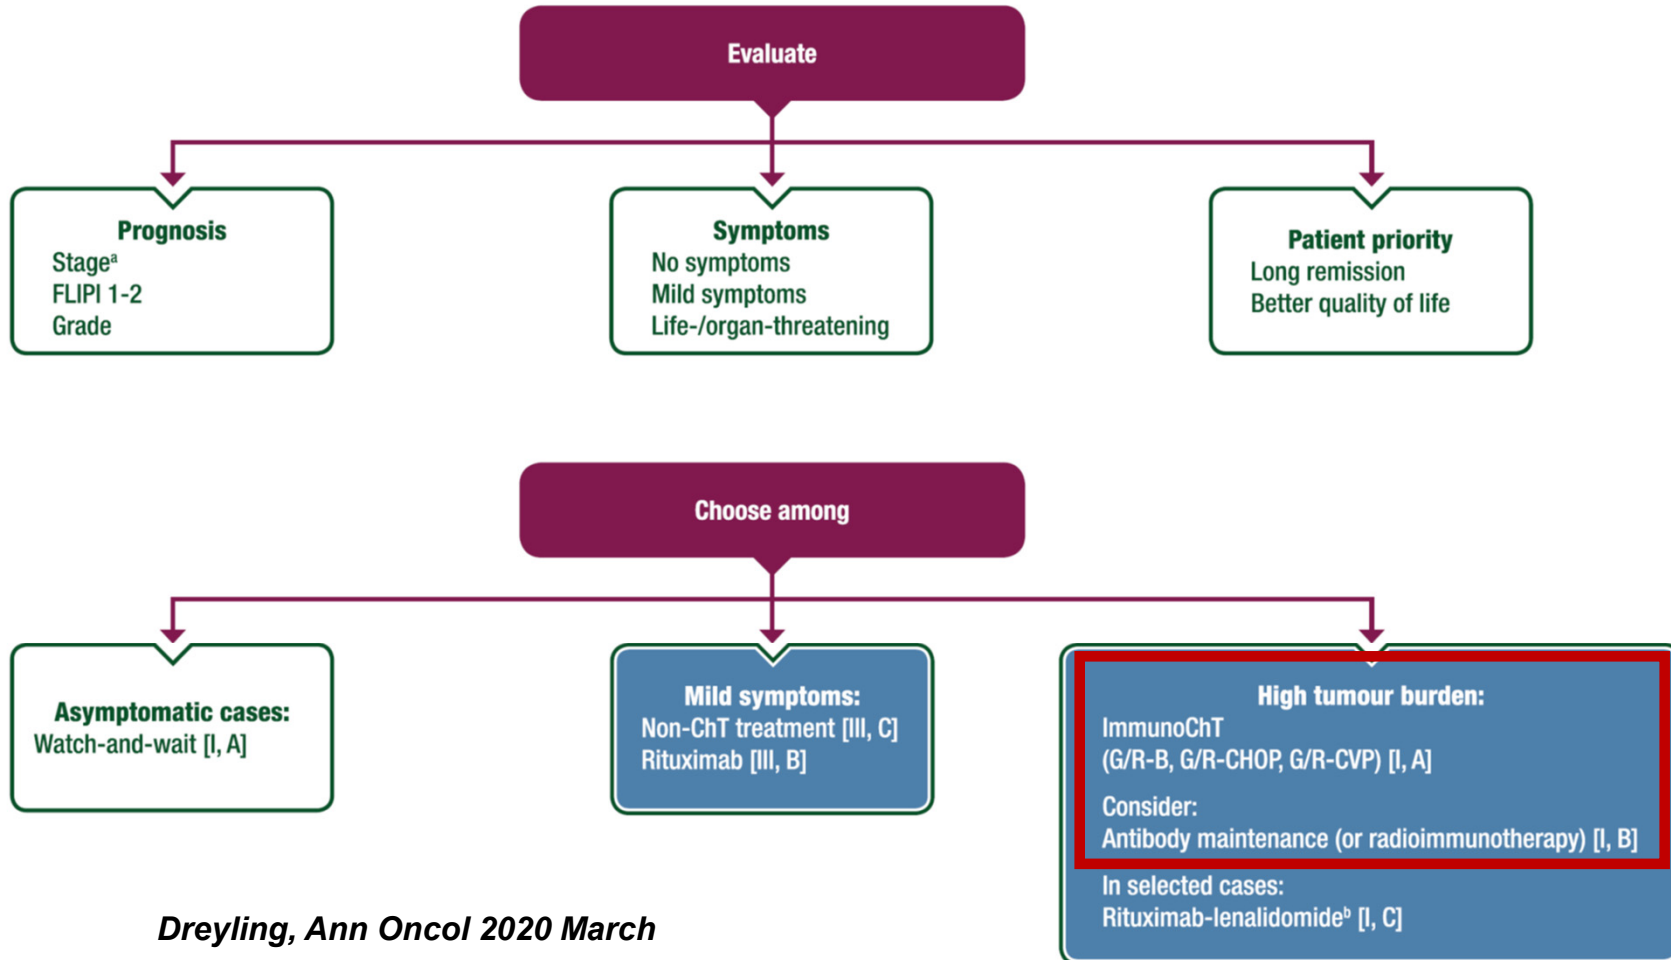 Evaluate
Prognosis
Stageᵃ
FLIPI 1-2
Grade
Symptoms
No symptoms
Mild symptoms
Life-/organ-threatening
Patient priority
Long remission
Better quality of life
Choose among
Asymptomatic cases:
Watch-and-wait [I, A]
Mild symptoms:
Non-ChT treatment [III, C]
Rituximab [III, B]
High tumour burden:
ImmunoChT
(G/R-B, G/R-CHOP, G/R-CVP) [I, A]
Consider:
Antibody maintenance (or radioimmunotherapy) [I, B]
In selected cases:
Rituximab-lenalidomideᵇ [I, C]
Dreyling, Ann Oncol 2020 March